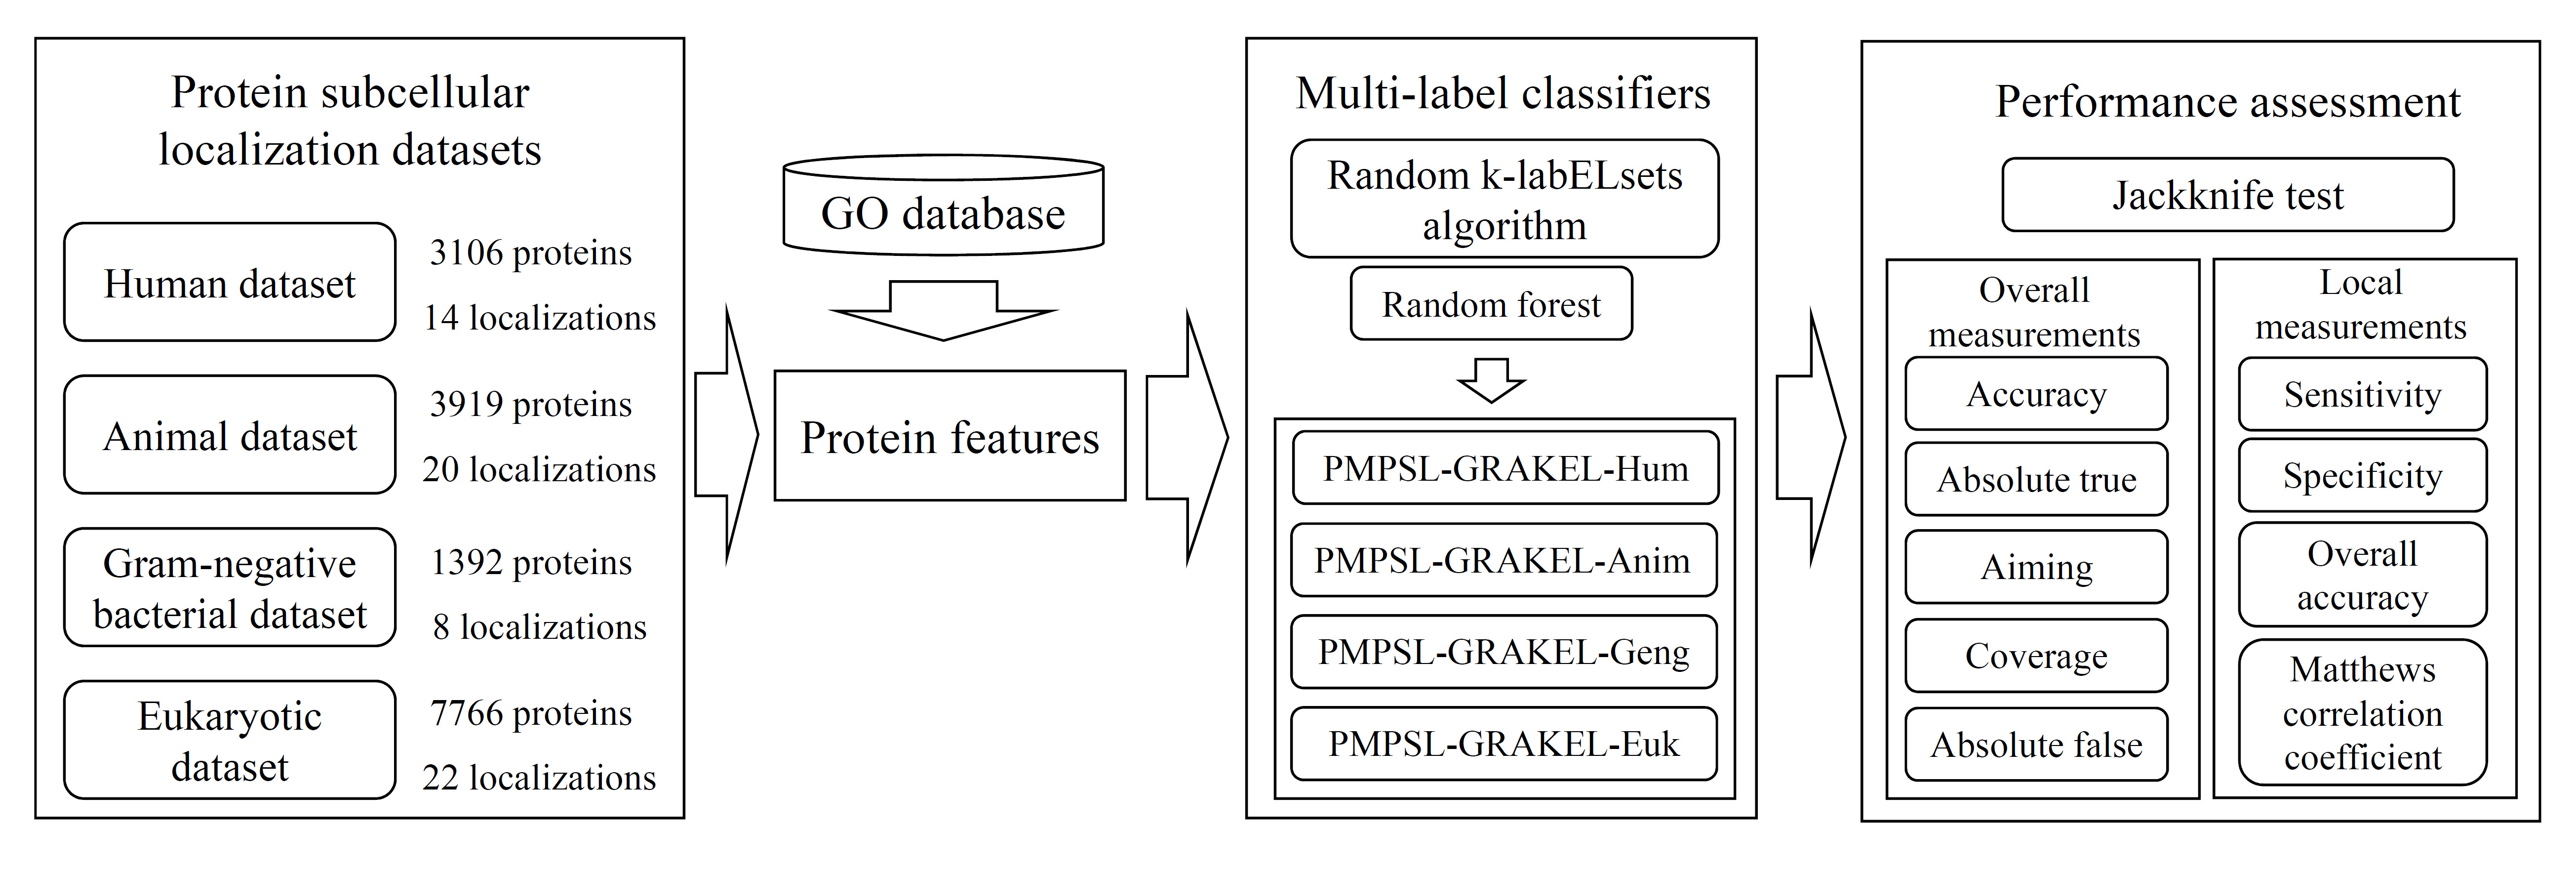 Protein subcellular
localization datasets
Human dataset
3106 proteins
14 localizations
Animal dataset
3919 proteins
20 localizations
Gram-negative
bacterial dataset
1392 proteins
8 localizations
Eukaryotic
dataset
7766 proteins
22 localizations
GO database
Protein features
Multi-label classifiers
Random k-labELsets
algorithm
Random forest
PMPSL-GRAKEL-Hum
PMPSL-GRAKEL-Anim
PMPSL-GRAKEL-Geng
PMPSL-GRAKEL-Euk
Performance assessment
Jackknife test
Overall
measurements
Accuracy
Absolute true
Aiming
Coverage
Absolute false
Local
measurements
Sensitivity
Specificity
Overall
accuracy
Matthews
correlation
coefficient